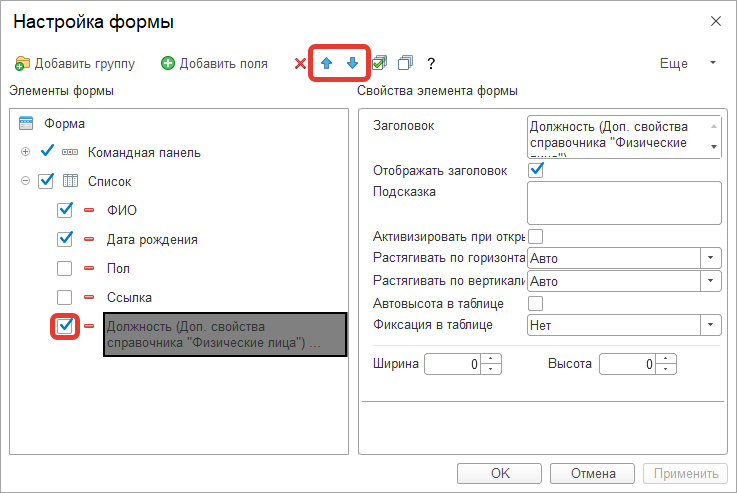 Настройка формы
Добавить группу
Добавить поля
?
Еще
Элементы формы
Свойства элемента формы
Форма
Командная панель
Список
ФИО
Дата рождения
Пол
Ссылка
Должность (Доп. свойства
справочника "Физические лица") ...
Заголовок
Должность (Доп. свойства
справочника "Физические
лица")
Отображать заголовок
Подсказка
Активизировать при откры
Растягивать по горизонта
Авто
Растягивать по вертикали
Авто
Автовысота в таблице
Фиксация в таблице
Нет
Ширина
0
Высота
0
OK
Отмена
Применить